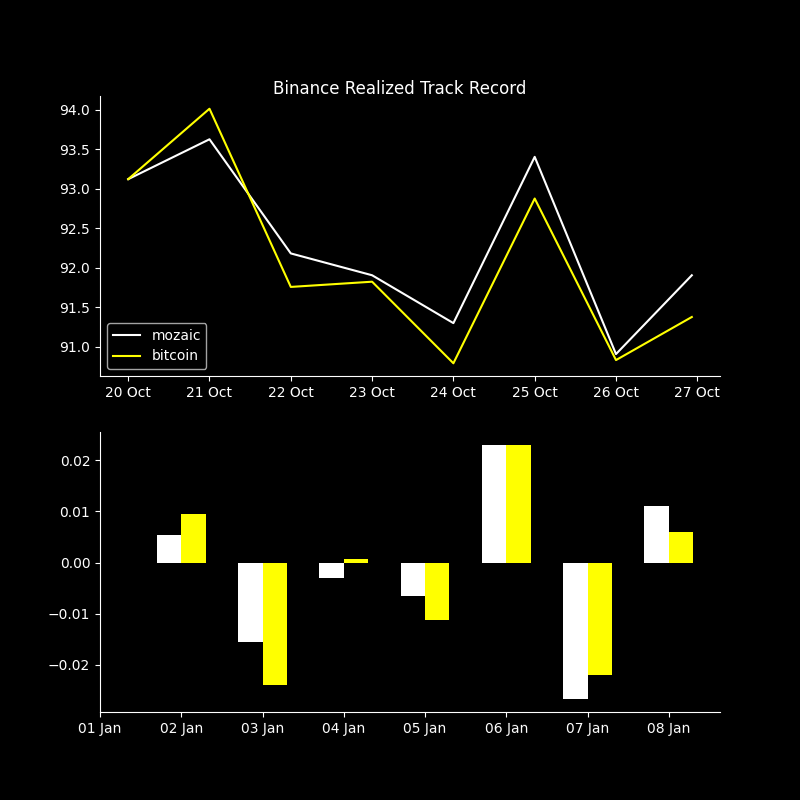 Binance Realized Track Record
94.0
93.5
93.0
92.5
92.0
91.5
91.0
mozaic
bitcoin
20 Oct 21 Oct 22 Oct 23 Oct 24 Oct 25 Oct 26 Oct 27 Oct
0.02
0.01
0.00
−0.01
−0.02
01 Jan 02 Jan 03 Jan 04 Jan 05 Jan 06 Jan 07 Jan 08 Jan